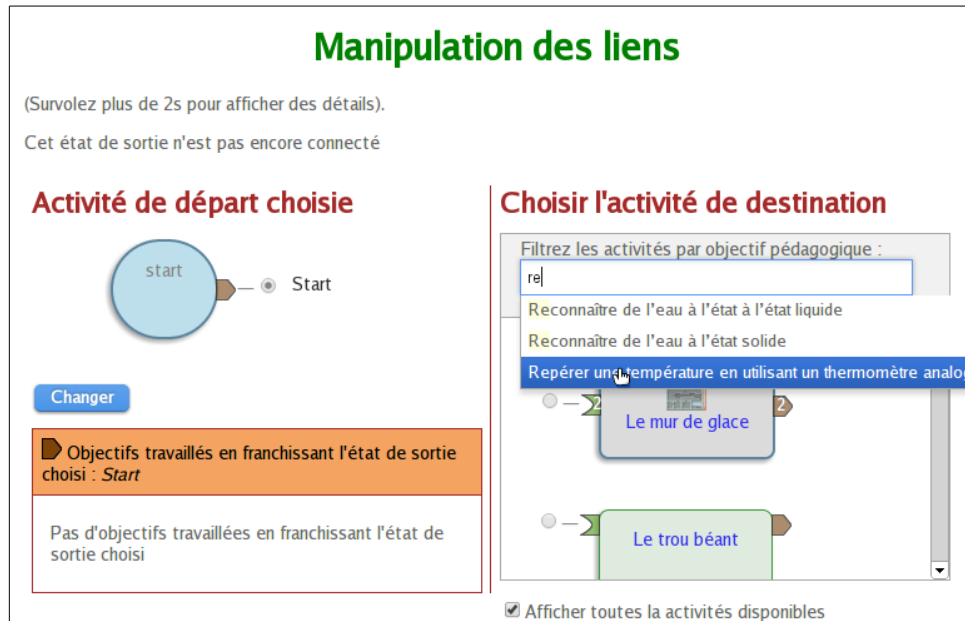 Manipulation des liens
(Survolez plus de 2s pour afficher des détails).
Cet état de sortie n'est pas encore connecté
Activité de départ choisie
start
Start
Changer
Objectifs travaillés en franchissant l'état de sortie
choisi : Start
Pas d'objectifs travaillées en franchissant l'état de
sortie choisi
Choisir l'activité de destination
Filtrez les activités par objectif pédagogique :
re
Reconnaître de l'eau à l'état à l'état liquide
Reconnaître de l'eau à l'état solide
Repérer une température en utilisant un thermomètre analog
2
2
Le mur de glace
Le trou béant
Afficher toutes la activités disponibles